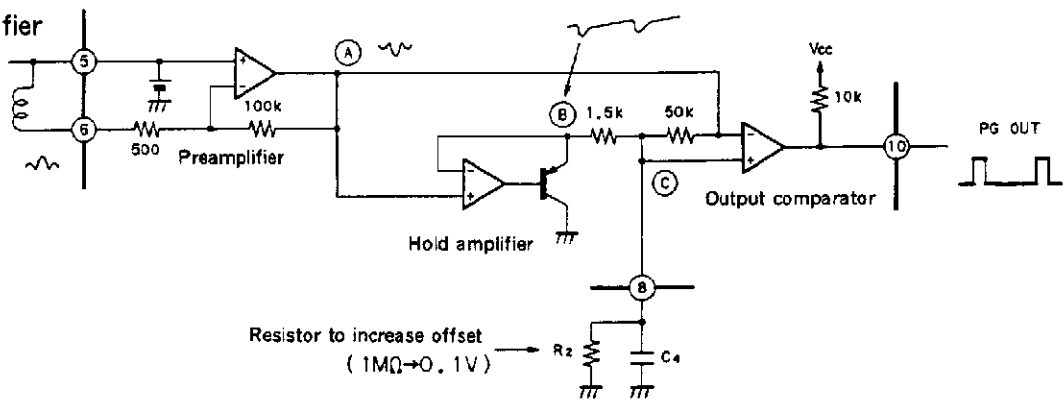 fier
5
6
500
100k
Preamplifier
A
B
1.5k
50k
C
Hold amplifier
Vcc
10k
10
PG OUT
Output comparator
8
Resistor to increase offset
(1MΩ→0.1V)
R2
C4